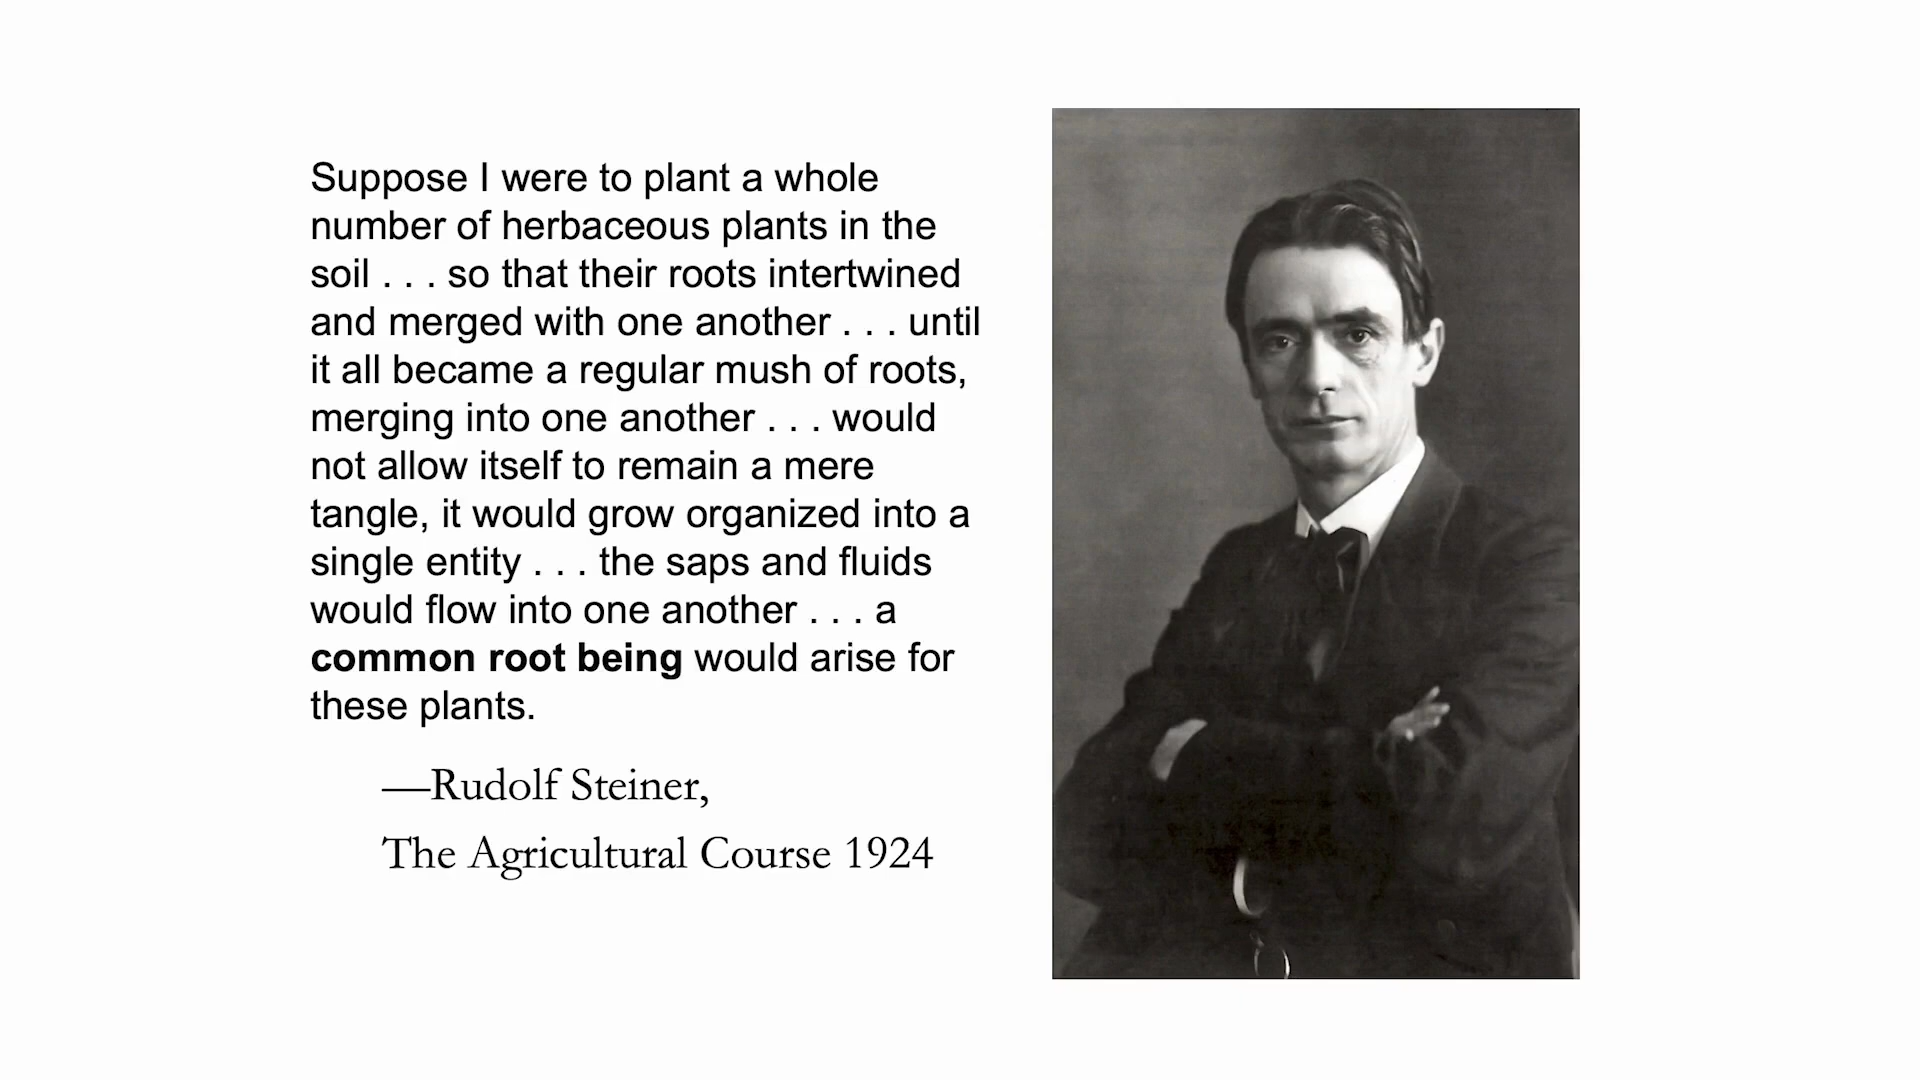 Suppose I were to plant a whole
number of herbaceous plants in the
soil . . . so that their roots intertwined
and merged with one another . . . until
it all became a regular mush of roots,
merging into one another . . . would
not allow itself to remain a mere
tangle, it would grow organized into a
single entity . . . the saps and fluids
would flow into one another . . . a
common root being would arise for
these plants.
—Rudolf Steiner,
The Agricultural Course 1924